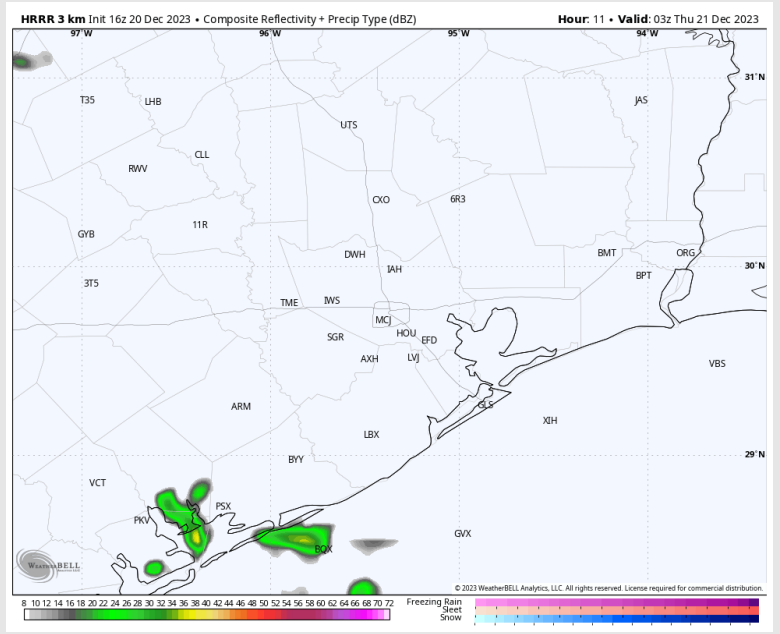 HRRR 3 km Init 16z 20 Dec 2023 • Composite Reflectivity + Precip Type (dBZ) Hour: 11 • Valid: 03z Thu 21 Dec 2023
97°W 96°W 95°W 94°W
31°N
T35 LHB JAS
UTS
CLL
RWV
CXO 6R3
11R
GYB
DWH BMT ORG
IAH 30°N
BPT
3T5
TME IWS
MCJ
HOU
SGR EFD
AXH LVJ VBS
ARM GLS
XIH
LBX
BYY 29°N
VCT
PSX
PKV
GVX
BQX
WeatherBELL
© 2023 WeatherBELL Analytics, LLC. All rights reserved. License required for commercial distribution.
8 10 12 14 16 18 20 22 24 26 28 30 32 34 36 38 40 42 44 46 48 50 52 54 56 58 60 62 64 66 68 70 72
Freezing Rain
Sleet
Snow